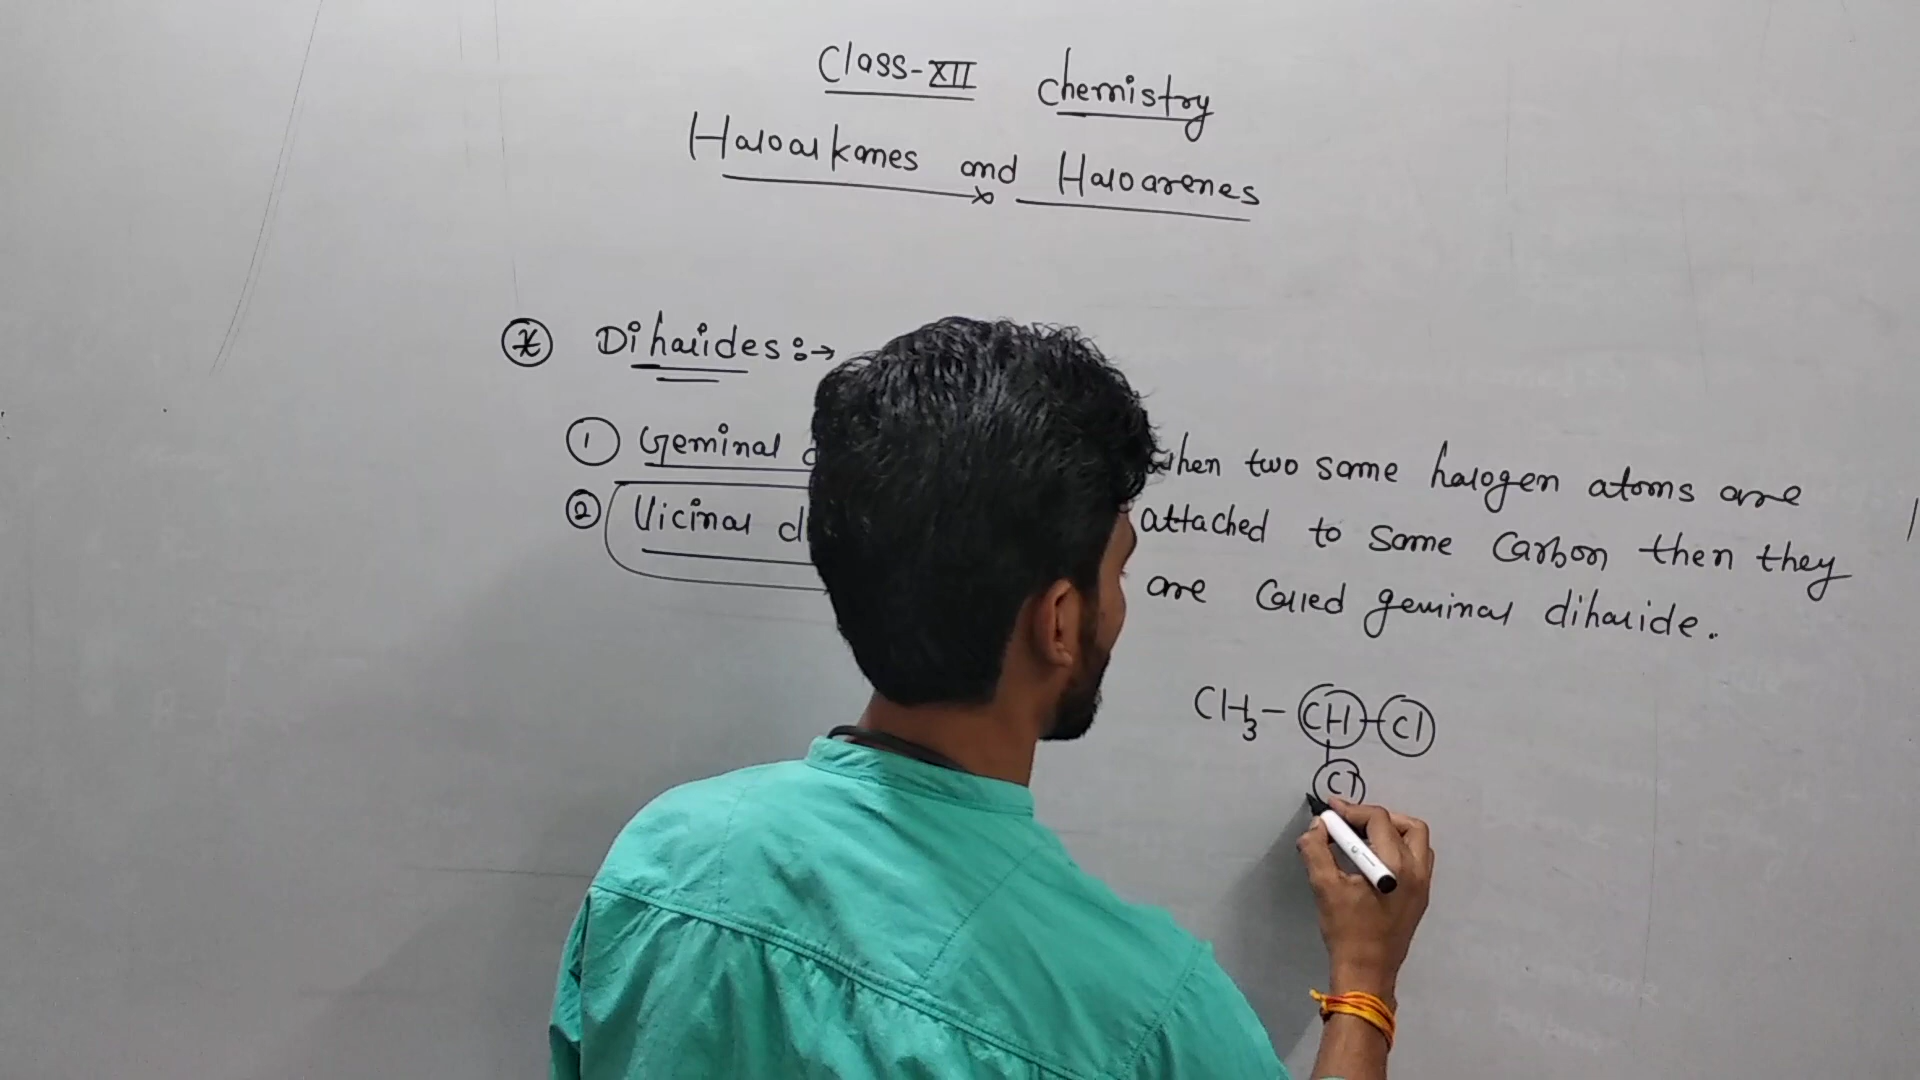 Class-XII Chemistry
Haloalkanes and Haloarenes
* Dihalides :→
① Geminal
② Vicinal
when two same halogen atoms are
attached to same Carbon then they
are Called geminal dihalide.
CH3-CH-Cl
Cl